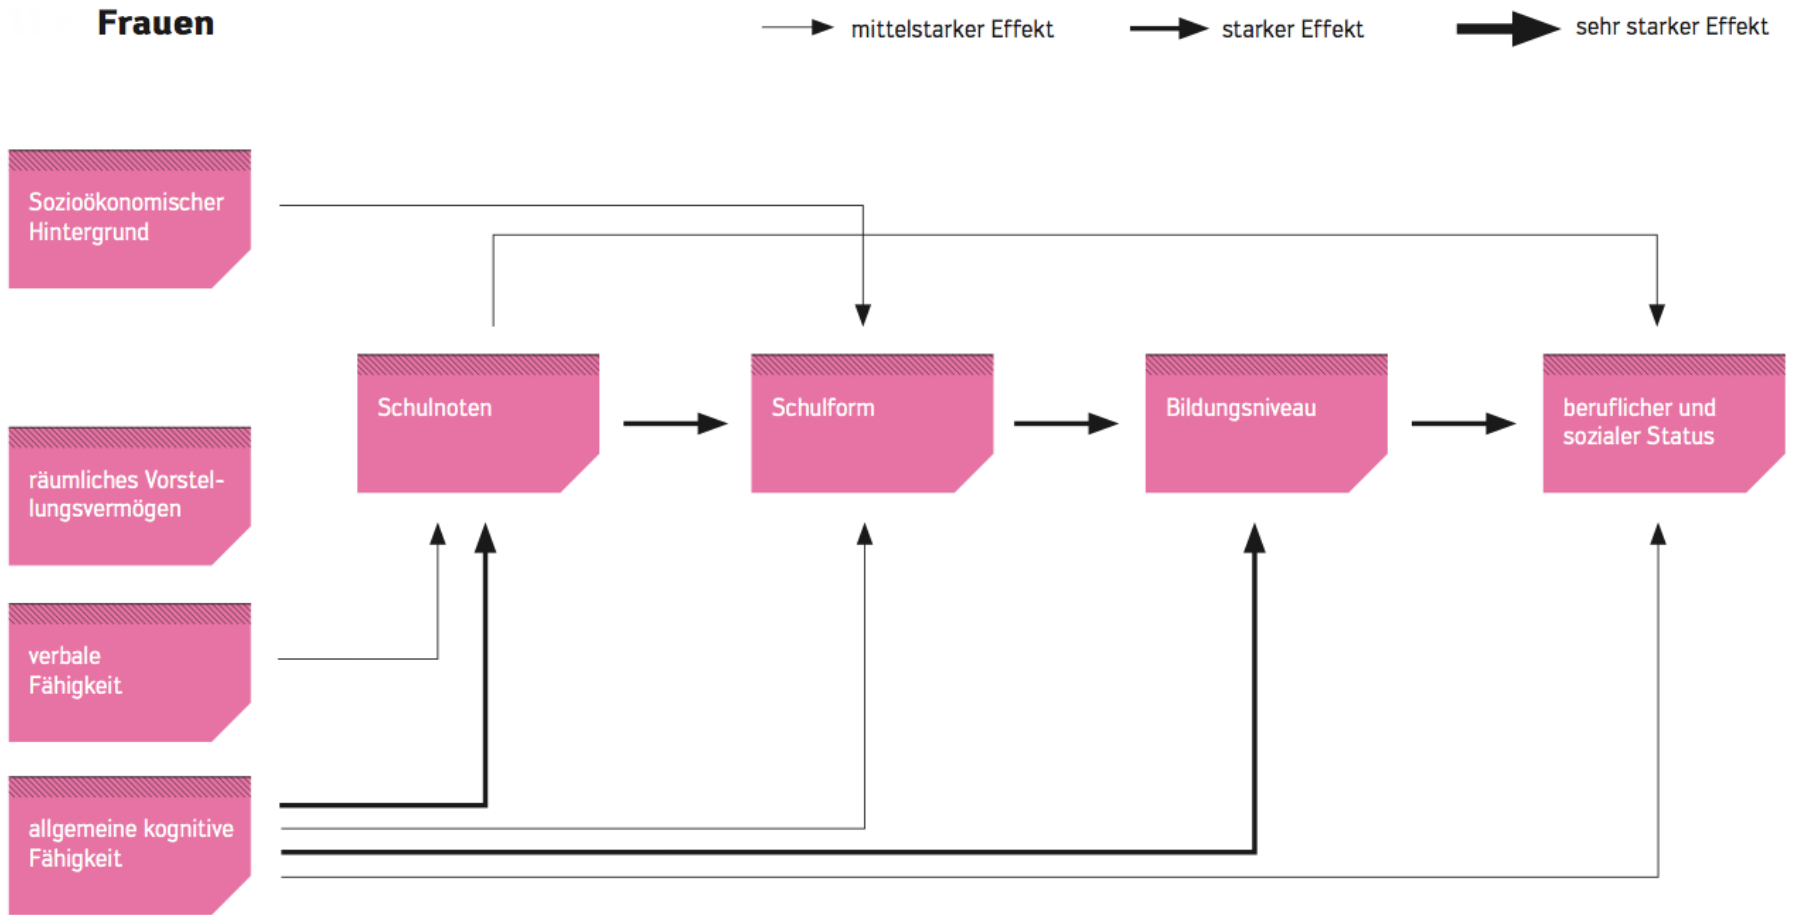 Frauen
mittelstarker Effekt
starker Effekt
sehr starker Effekt
Sozioökonomischer
Hintergrund
Schulnoten
Schulform
Bildungsniveau
beruflicher und
sozialer Status
räumliches Vorstel-
lungsvermögen
verbale
Fähigkeit
allgemeine kognitive
Fähigkeit